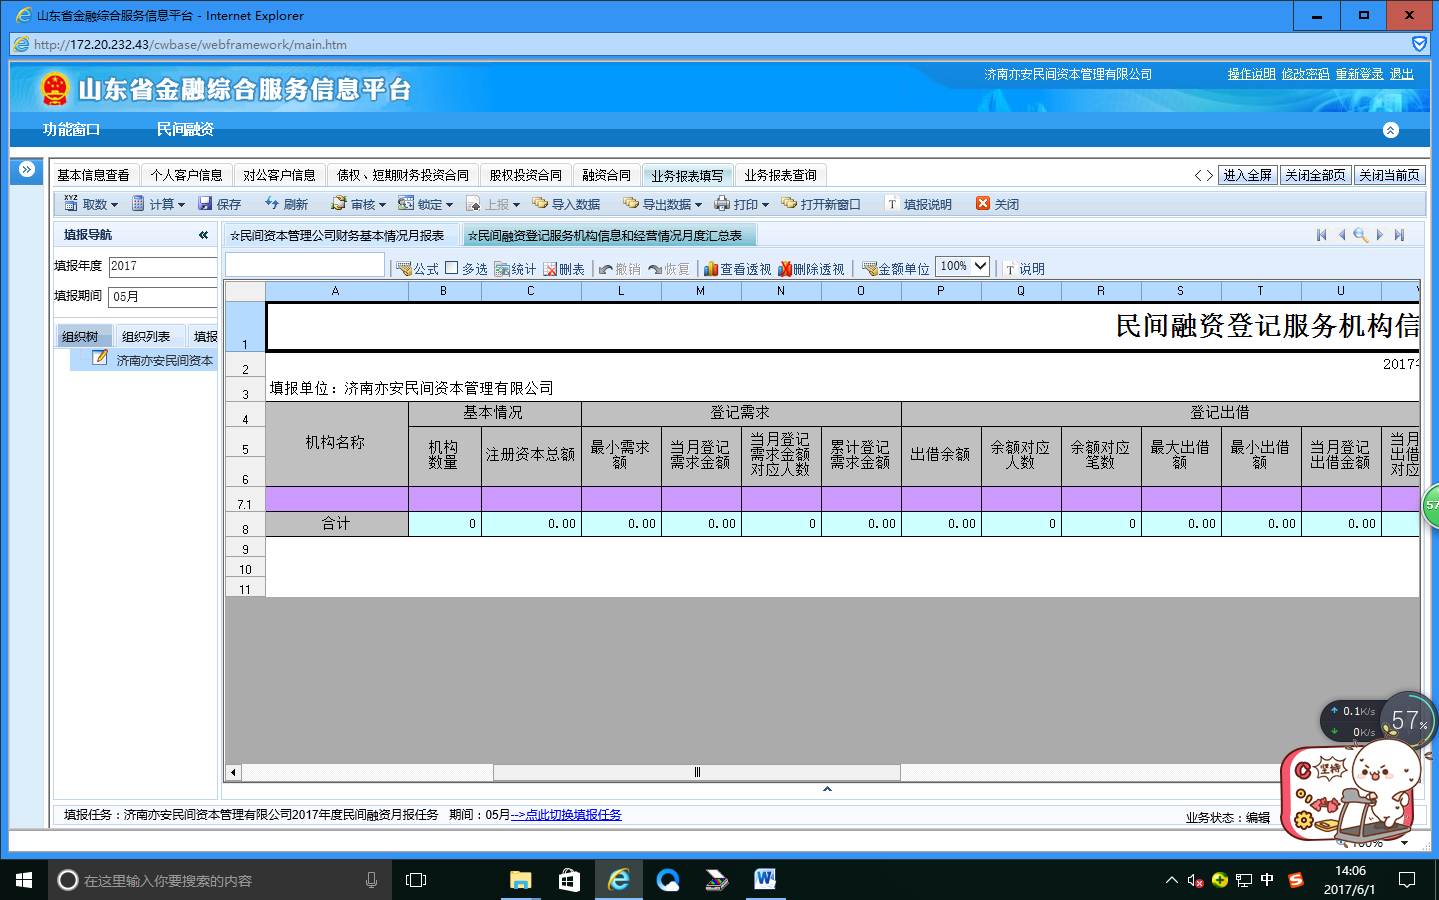 山东省金融综合服务信息平台 - Internet Explorer
http://172.20.232.43/cwbase/webframework/main.htm
山东省金融综合服务信息平台
济南亦安民间资本管理有限公司
操作说明 修改密码 重新登录 退出
功能窗口 民间融资
基本信息查看 个人客户信息 对公客户信息 债权、短期财务投资合同 股权投资合同 融资合同 业务报表填写 业务报表查询
进入全屏 关闭全部页 关闭当前页
取数 计算 保存 刷新 审核 锁定 上报 导入数据 导出数据 打印 打开新窗口 填报说明 关闭
填报导航
☆民间资本管理公司财务基本情况月报表 ☆民间融资登记服务机构信息和经营情况月度汇总表
填报年度 2017
填报期间 05月
公式 多选 统计 删表 撤销 恢复 查看透视 删除透视 金额单位 100% 说明
组织树 组织列表 填报
济南亦安民间资本
A B C L M N O P Q R S T U
1 民间融资登记服务机构信
2 2017
3 填报单位：济南亦安民间资本管理有限公司
4 机构名称 基本情况 登记需求 登记出借
5
6
机构数量 注册资本总额 最小需求额 当月登记需求金额 当月登记需求金额对应人数 累计登记需求金额 出借余额 余额对应人数 余额对应笔数 最大出借额 最小出借额 当月登记出借金额 当月出借对应
7.1
8 合计 0 0.00 0.00 0.00 0 0.00 0.00 0 0 0.00 0.00 0.00
9
10
11
57
0.1K/s
0K/s
57%
坚持
填报任务：济南亦安民间资本管理有限公司2017年度民间融资月报任务 期间：05月-->点此切换填报任务
业务状态：编辑
100%
在这里输入你要搜索的内容
中
14:06
2017/6/1